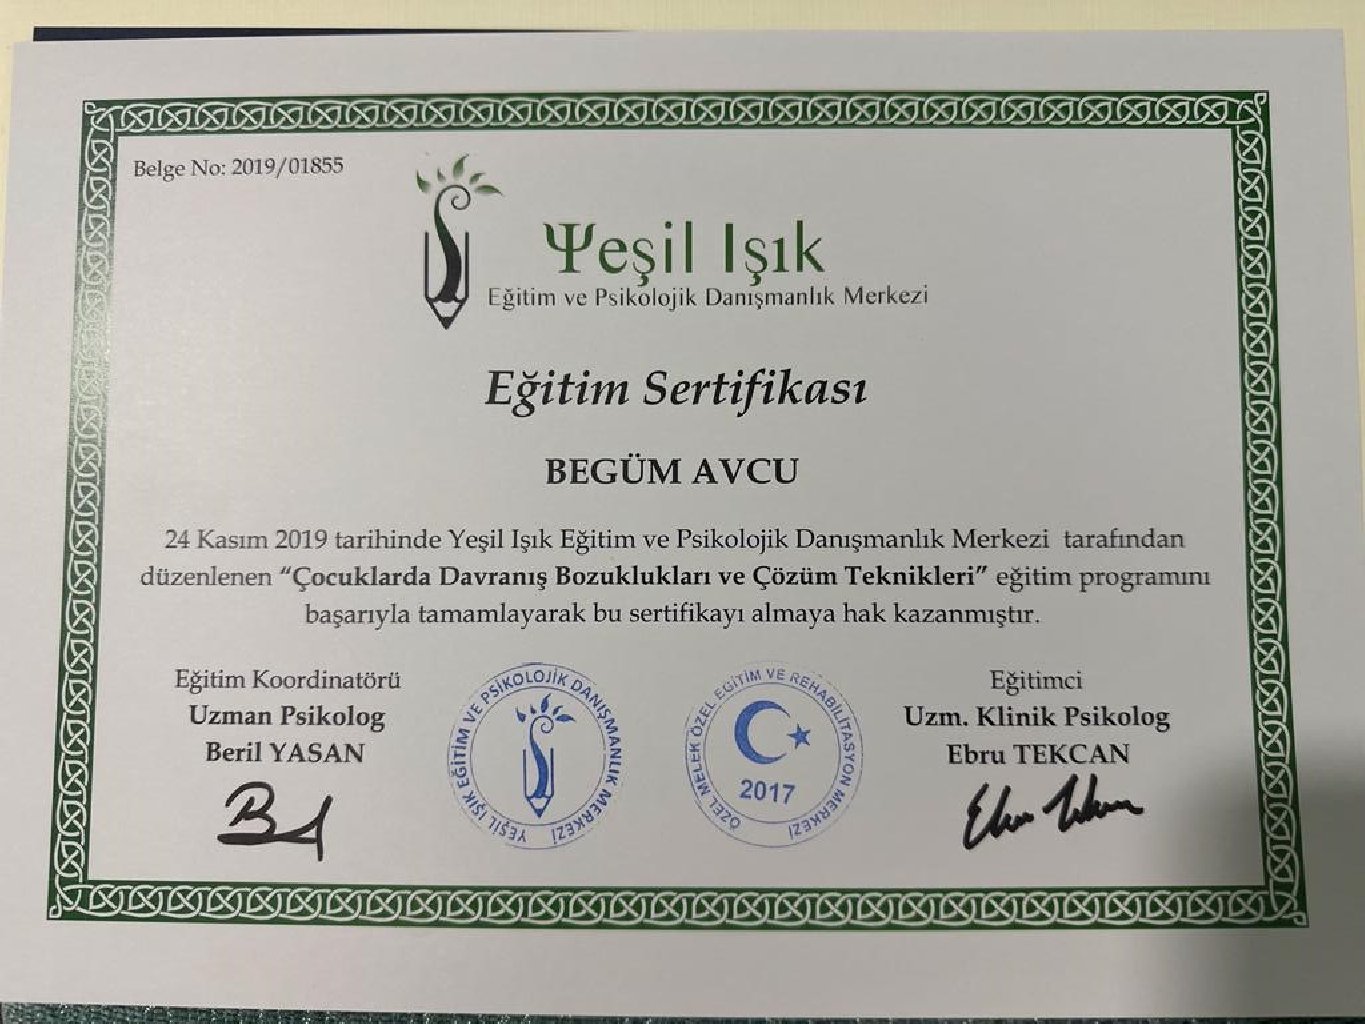 Belge No: 2019/01855
Yeşil Işık
Eğitim ve Psikolojik Danışmanlık Merkezi
Eğitim Sertifikası
BEGÜM AVCU
24 Kasım 2019 tarihinde Yeşil Işık Eğitim ve Psikolojik Danışmanlık Merkezi tarafından
düzenlenen “Çocuklarda Davranış Bozuklukları ve Çözüm Teknikleri” eğitim programını
başarıyla tamamlayarak bu sertifikayı almaya hak kazanmıştır.
Eğitim Koordinatörü
Uzman Psikolog
Beril YASAN
YEŞİL IŞIK EĞİTİM VE PSİKOLOJİK DANIŞMANLIK MERKEZİ
ÖZEL MELEK ÖZEL EĞİTİM VE REHABİLİTASYON MERKEZİ
2017
Eğitimci
Uzm. Klinik Psikolog
Ebru TEKCAN